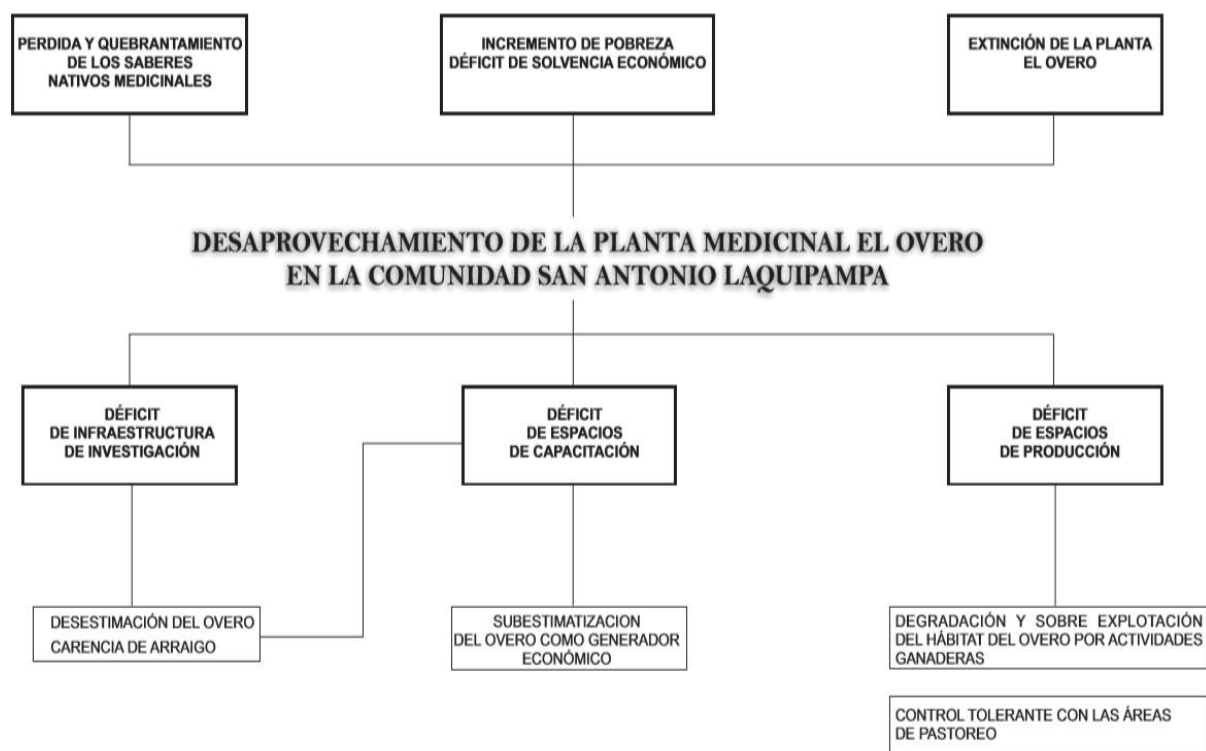 PERDIDA Y QUEBRANTAMIENTO
DE LOS SABERES
NATIVOS MEDICINALES
INCREMENTO DE POBREZA
DÉFICIT DE SOLVENCIA ECONÓMICO
EXTINCIÓN DE LA PLANTA
EL OVERO
DESAPROVECHAMIENTO DE LA PLANTA MEDICINAL EL OVERO
EN LA COMUNIDAD SAN ANTONIO LAQUIPAMPA
DÉFICIT
DE INFRAESTRUCTURA
DE INVESTIGACIÓN
DÉFICIT
DE ESPACIOS
DE CAPACITACIÓN
DÉFICIT
DE ESPACIOS
DE PRODUCCIÓN
DESESTIMACIÓN DEL OVERO
CARENCIA DE ARRAIGO
SUBESTIMATIZACION
DEL OVERO COMO GENERADOR
ECONÓMICO
DEGRADACIÓN Y SOBRE EXPLOTACIÓN
DEL HÁBITAT DEL OVERO POR ACTIVIDADES
GANADERAS
CONTROL TOLERANTE CON LAS ÁREAS
DE PASTOREO